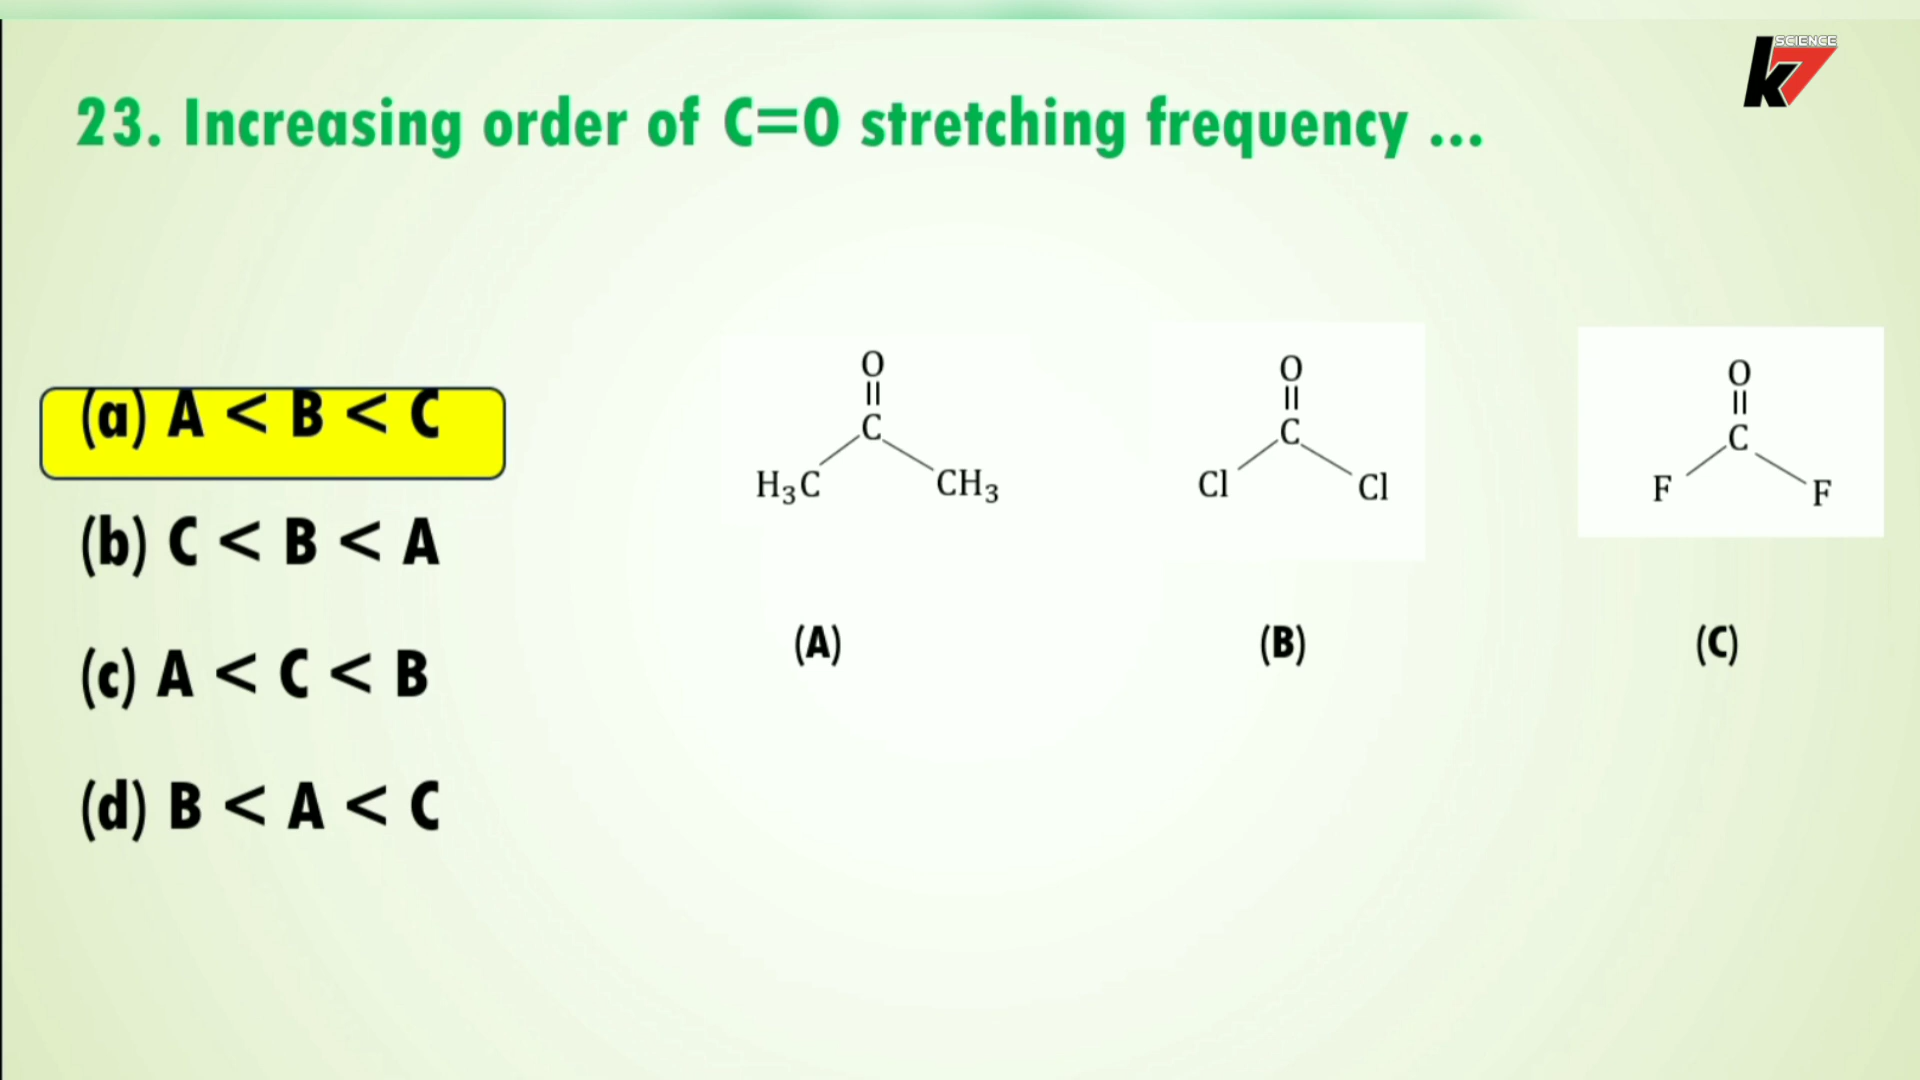 SCIENCE
k7
23. Increasing order of C=O stretching frequency ...
(a) A < B < C
(b) C < B < A
(c) A < C < B
(d) B < A < C
O
C
H₃C CH₃
(A)
O
C
Cl Cl
(B)
O
C
F F
(C)